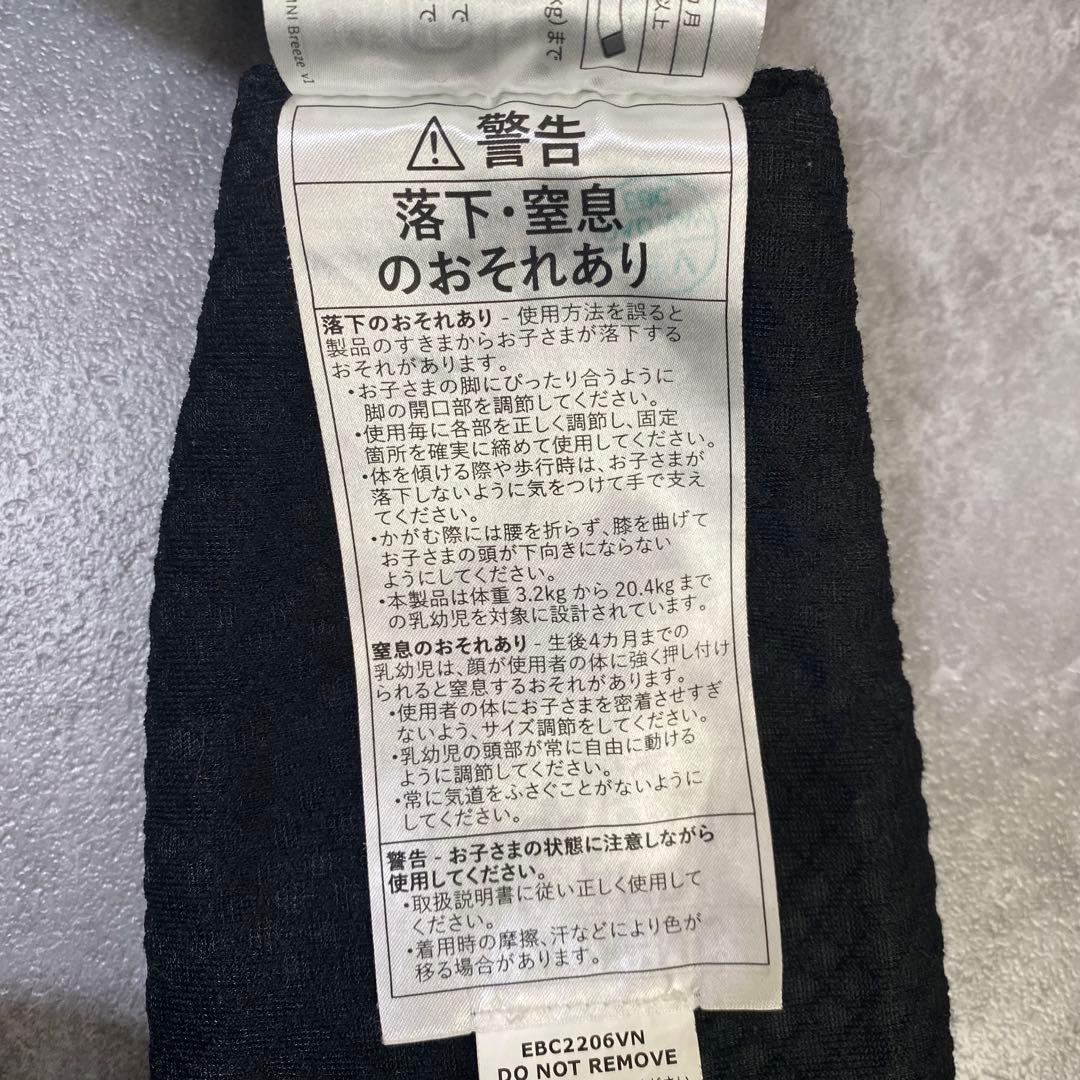 INI Breeze v1
kg) まで
以上
月
警告
落下・窒息
のおそれあり
落下のおそれあり - 使用方法を誤ると
製品のすきまからお子さまが落下する
おそれがあります。
・お子さまの脚にぴったり合うように
脚の開口部を調節してください。
・使用毎に各部を正しく調節し、固定
箇所を確実に締めて使用してください。
・体を傾ける際や歩行時は、お子さまが
落下しないように気をつけて手で支え
てください。
・かがむ際には腰を折らず、膝を曲げて
お子さまの頭が下向きにならない
ようにしてください。
・本製品は体重 3.2kg から 20.4kg まで
の乳幼児を対象に設計されています。
窒息のおそれあり - 生後4カ月までの
乳幼児は、顔が使用者の体に強く押し付け
られると窒息するおそれがあります。
・使用者の体にお子さまを密着させすぎ
ないよう、サイズ調節をしてください。
・乳幼児の頭部が常に自由に動ける
ように調節してください。
・常に気道をふさぐことがないように
してください。
警告 - お子さまの状態に注意しながら
使用してください。
・取扱説明書に従い正しく使用して
ください。
・着用時の摩擦、汗などにより色が
移る場合があります。
EBC2206VN
DO NOT REMOVE